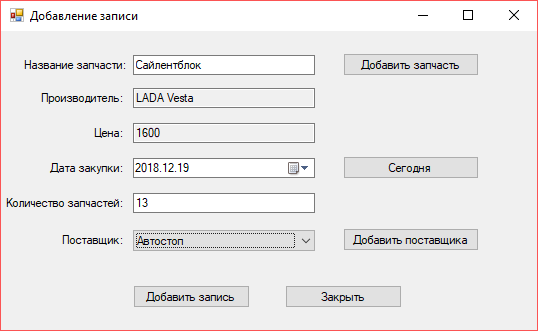 Добавление записи
Название запчасти: Сайлентблок Добавить запчасть
Производитель: LADA Vesta
Цена: 1600
Дата закупки: 2018.12.19 Сегодня
Количество запчастей: 13
Поставщик: Автостоп Добавить поставщика
Добавить запись Закрыть